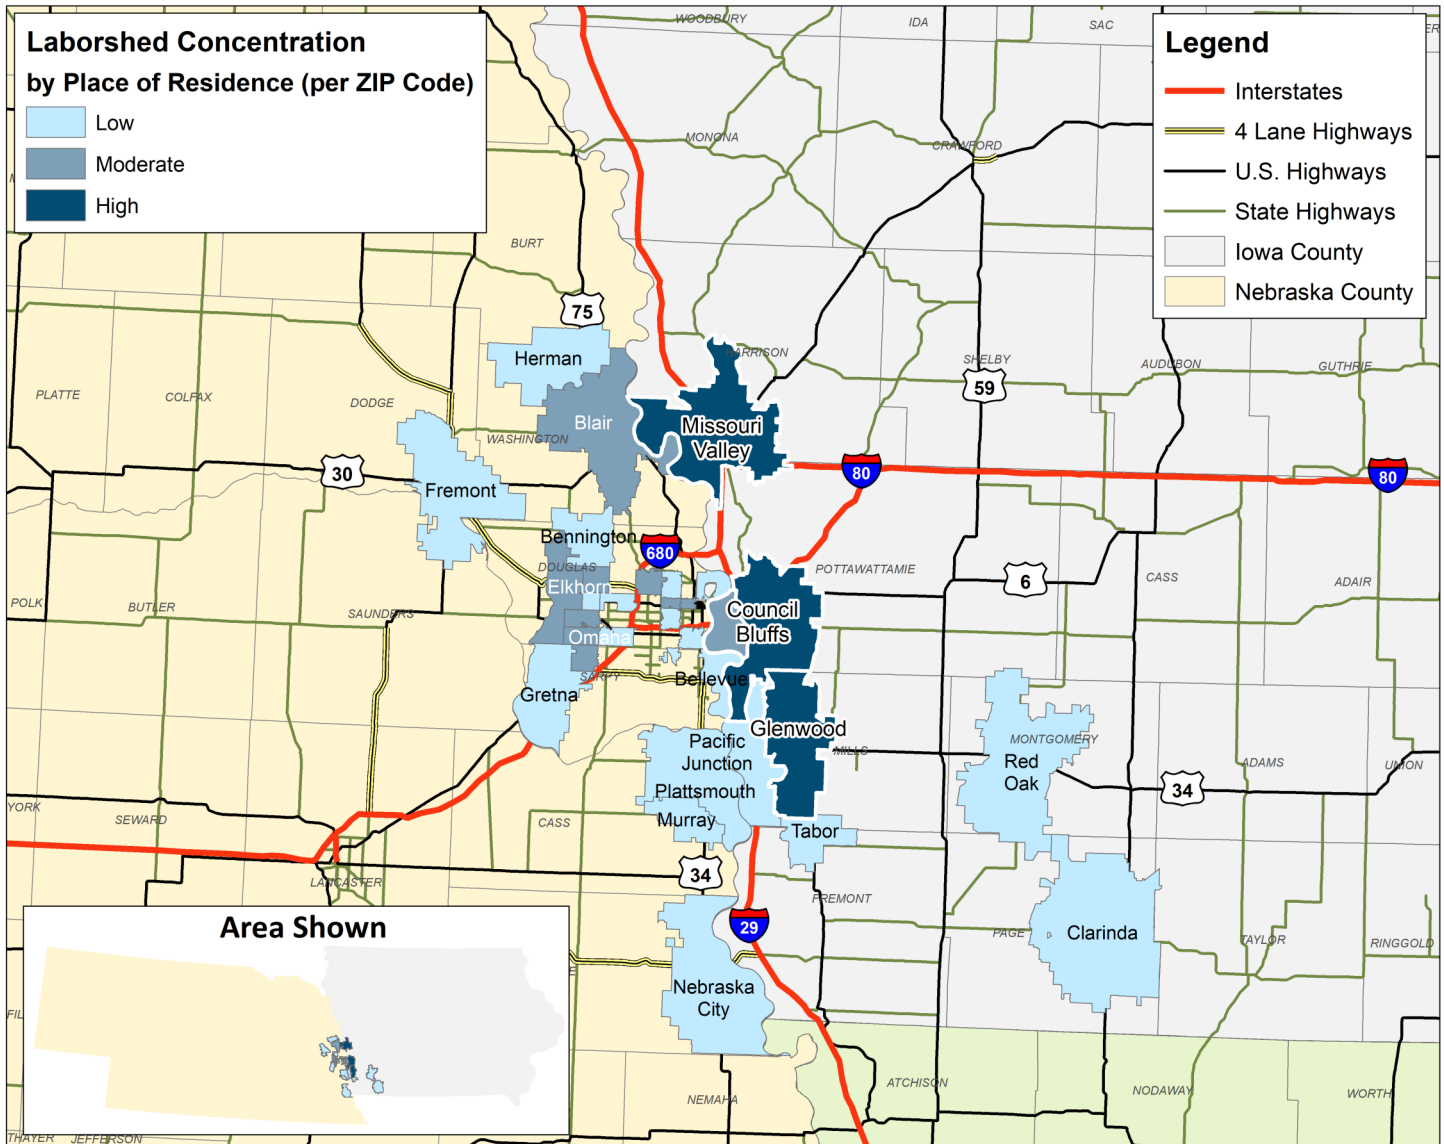 Laborshed Concentration
by Place of Residence (per ZIP Code)
Low
Moderate
High
Legend
Interstates
4 Lane Highways
U.S. Highways
State Highways
Iowa County
Nebraska County
WOODBURY
IDA
SAC
MONONA
CRAWFORD
BURT
75
Herman
HARRISON
SHELBY
AUDUBON
GUTHRIE
59
PLATTE
COLFAX
DODGE
Blair
WASHINGTON
Missouri
Valley
30
80
80
Fremont
Bennington
680
DOUGLAS
POTTAWATTAMIE
6
CASS
ADAIR
Elkhorn
POLK
BUTLER
SAUNDERS
Council
Bluffs
Omaha
SARPY
Bellevue
Gretna
Glenwood
Pacific
Junction
MILLS
MONTGOMERY
Red
Oak
ADAMS
UNION
Plattsmouth
34
YORK
SEWARD
CASS
Murray
Tabor
34
LANCASTER
FREMONT
29
PAGE
Clarinda
TAYLOR
RINGGOLD
Area Shown
Nebraska
City
ATCHISON
NODAWAY
WORTH
NEMAHA
THAYER
JEFFERSON